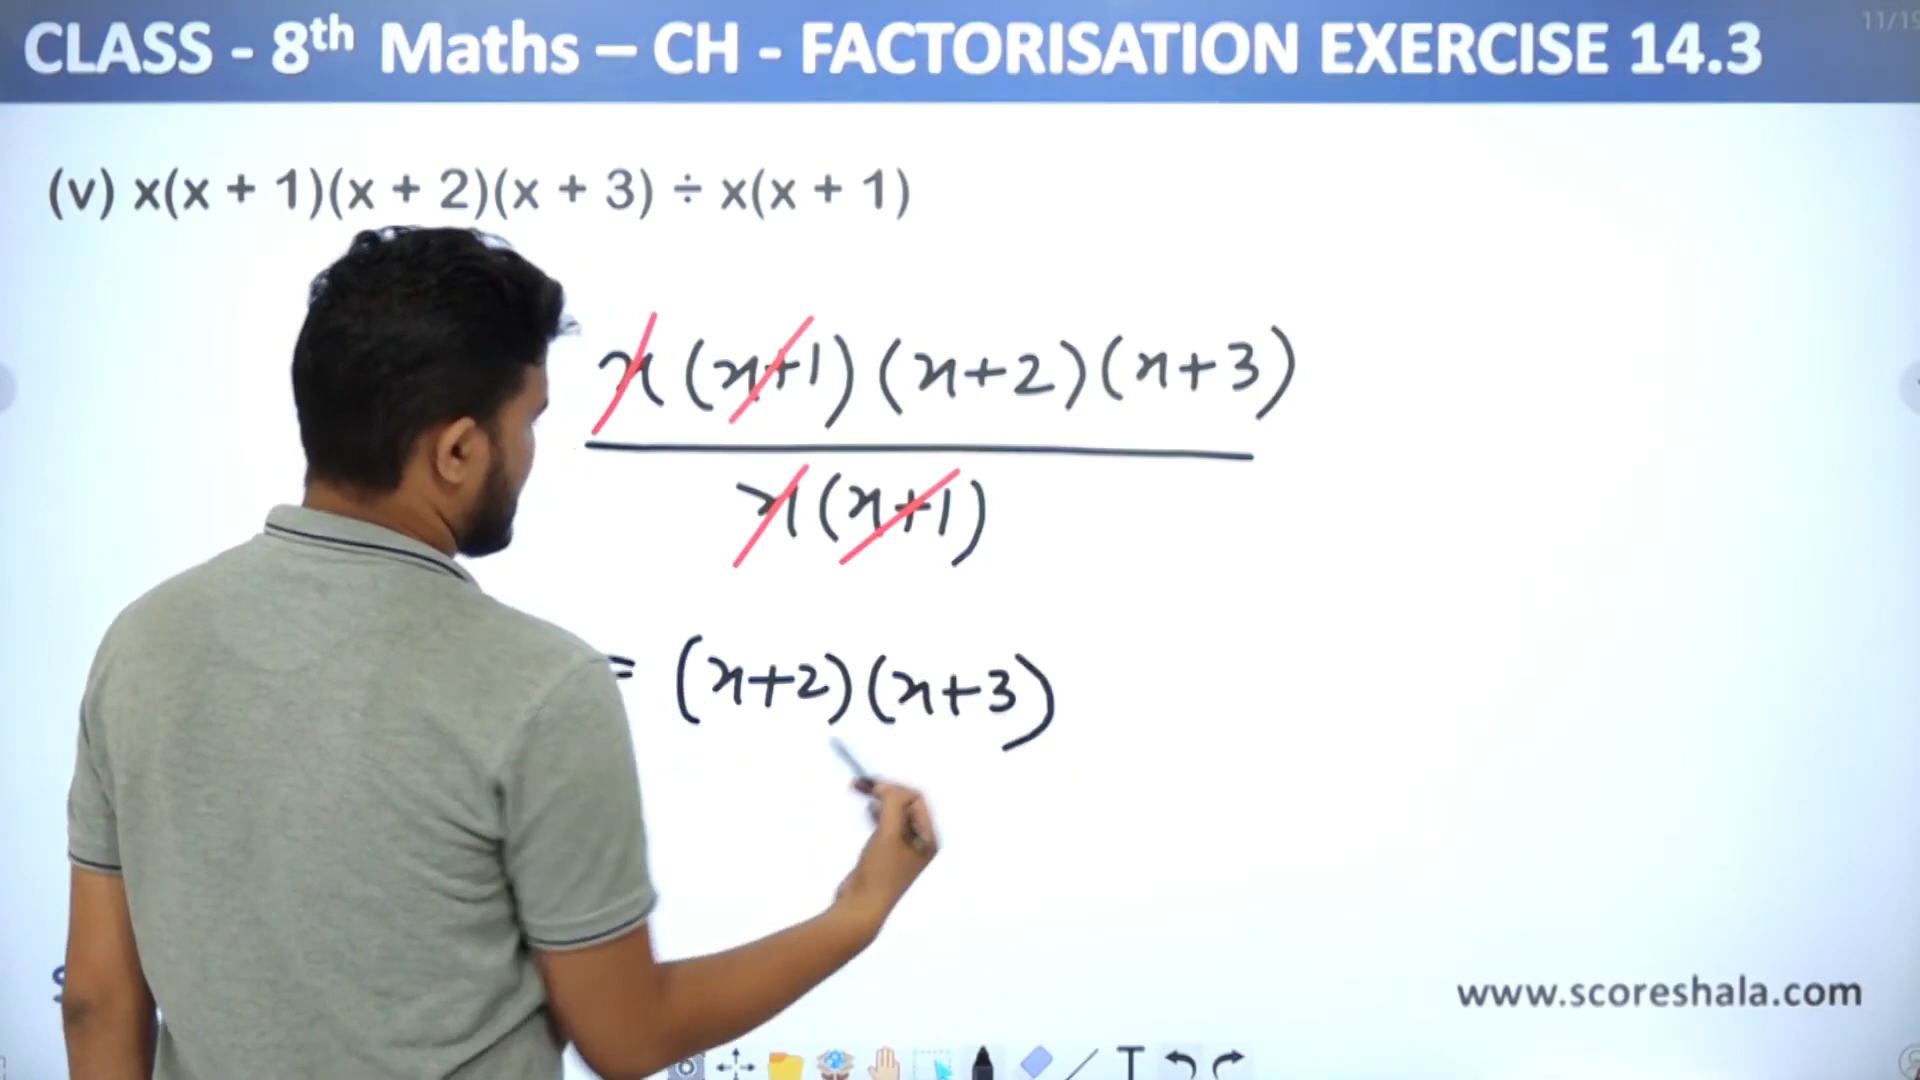 CLASS - 8th Maths – CH - FACTORISATION EXERCISE 14.3
11/19
(v) x(x + 1)(x + 2)(x + 3) ÷ x(x + 1)
x(x+1)(x+2)(x+3)
x(x+1)
= (x+2)(x+3)
www.scoreshala.com
T